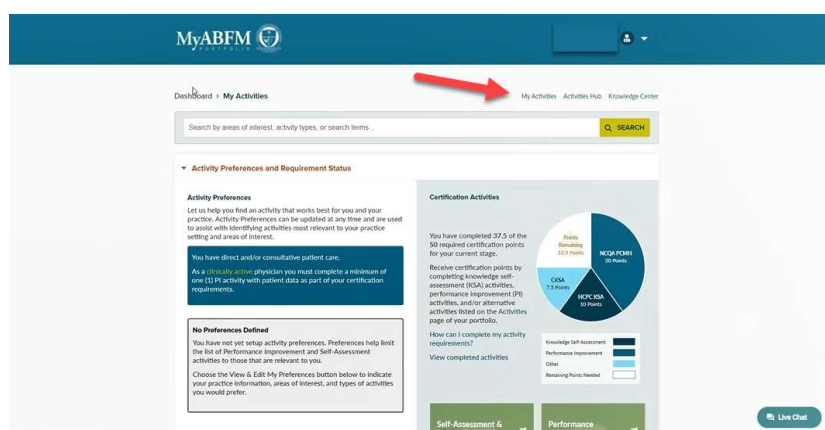 MyABFM
PORTFOLIO
Dashboard > My Activities
My Activities Activities Hub Knowledge Center
Search by areas of interest, activity types, or search terms..
SEARCH
Activity Preferences and Requirement Status
Activity Preferences
Let us help you find an activity that works best for you and your
practice. Activity Preferences can be updated at any time and are used
to assist with identifying activities most relevant to your practice
setting and areas of interest.
You have direct and/or consultative patient care.
As a clinically active physician you must complete a minimum of
one (1) PI activity with patient data as part of your certification
requirements.
No Preferences Defined
You have not yet setup activity preferences. Preferences help limit
the list of Performance Improvement and Self-Assessment
activities to those that are relevant to you.
Choose the View & Edit My Preferences button below to indicate
your practice information, areas of interest, and types of activities
you would prefer.
Certification Activities
You have completed 37.5 of the
50 required certification points
for your current stage.
Receive certification points by
completing knowledge self-
assessment (KSA) activities,
performance improvement (PI)
activities, and/or alternative
activities listed on the Activities
page of your portfolio.
How can I complete my activity
requirements?
View completed activities
Points
Remaining
12.5 Points
NCQA PCMH
20 Points
CKSA
7.5 Points
HCPC KSA
10 Points
Knowledge Self-Assessment
Performance Improvement
Other
Remaining Points Needed
Self-Assessment &
Performance
Live Chat